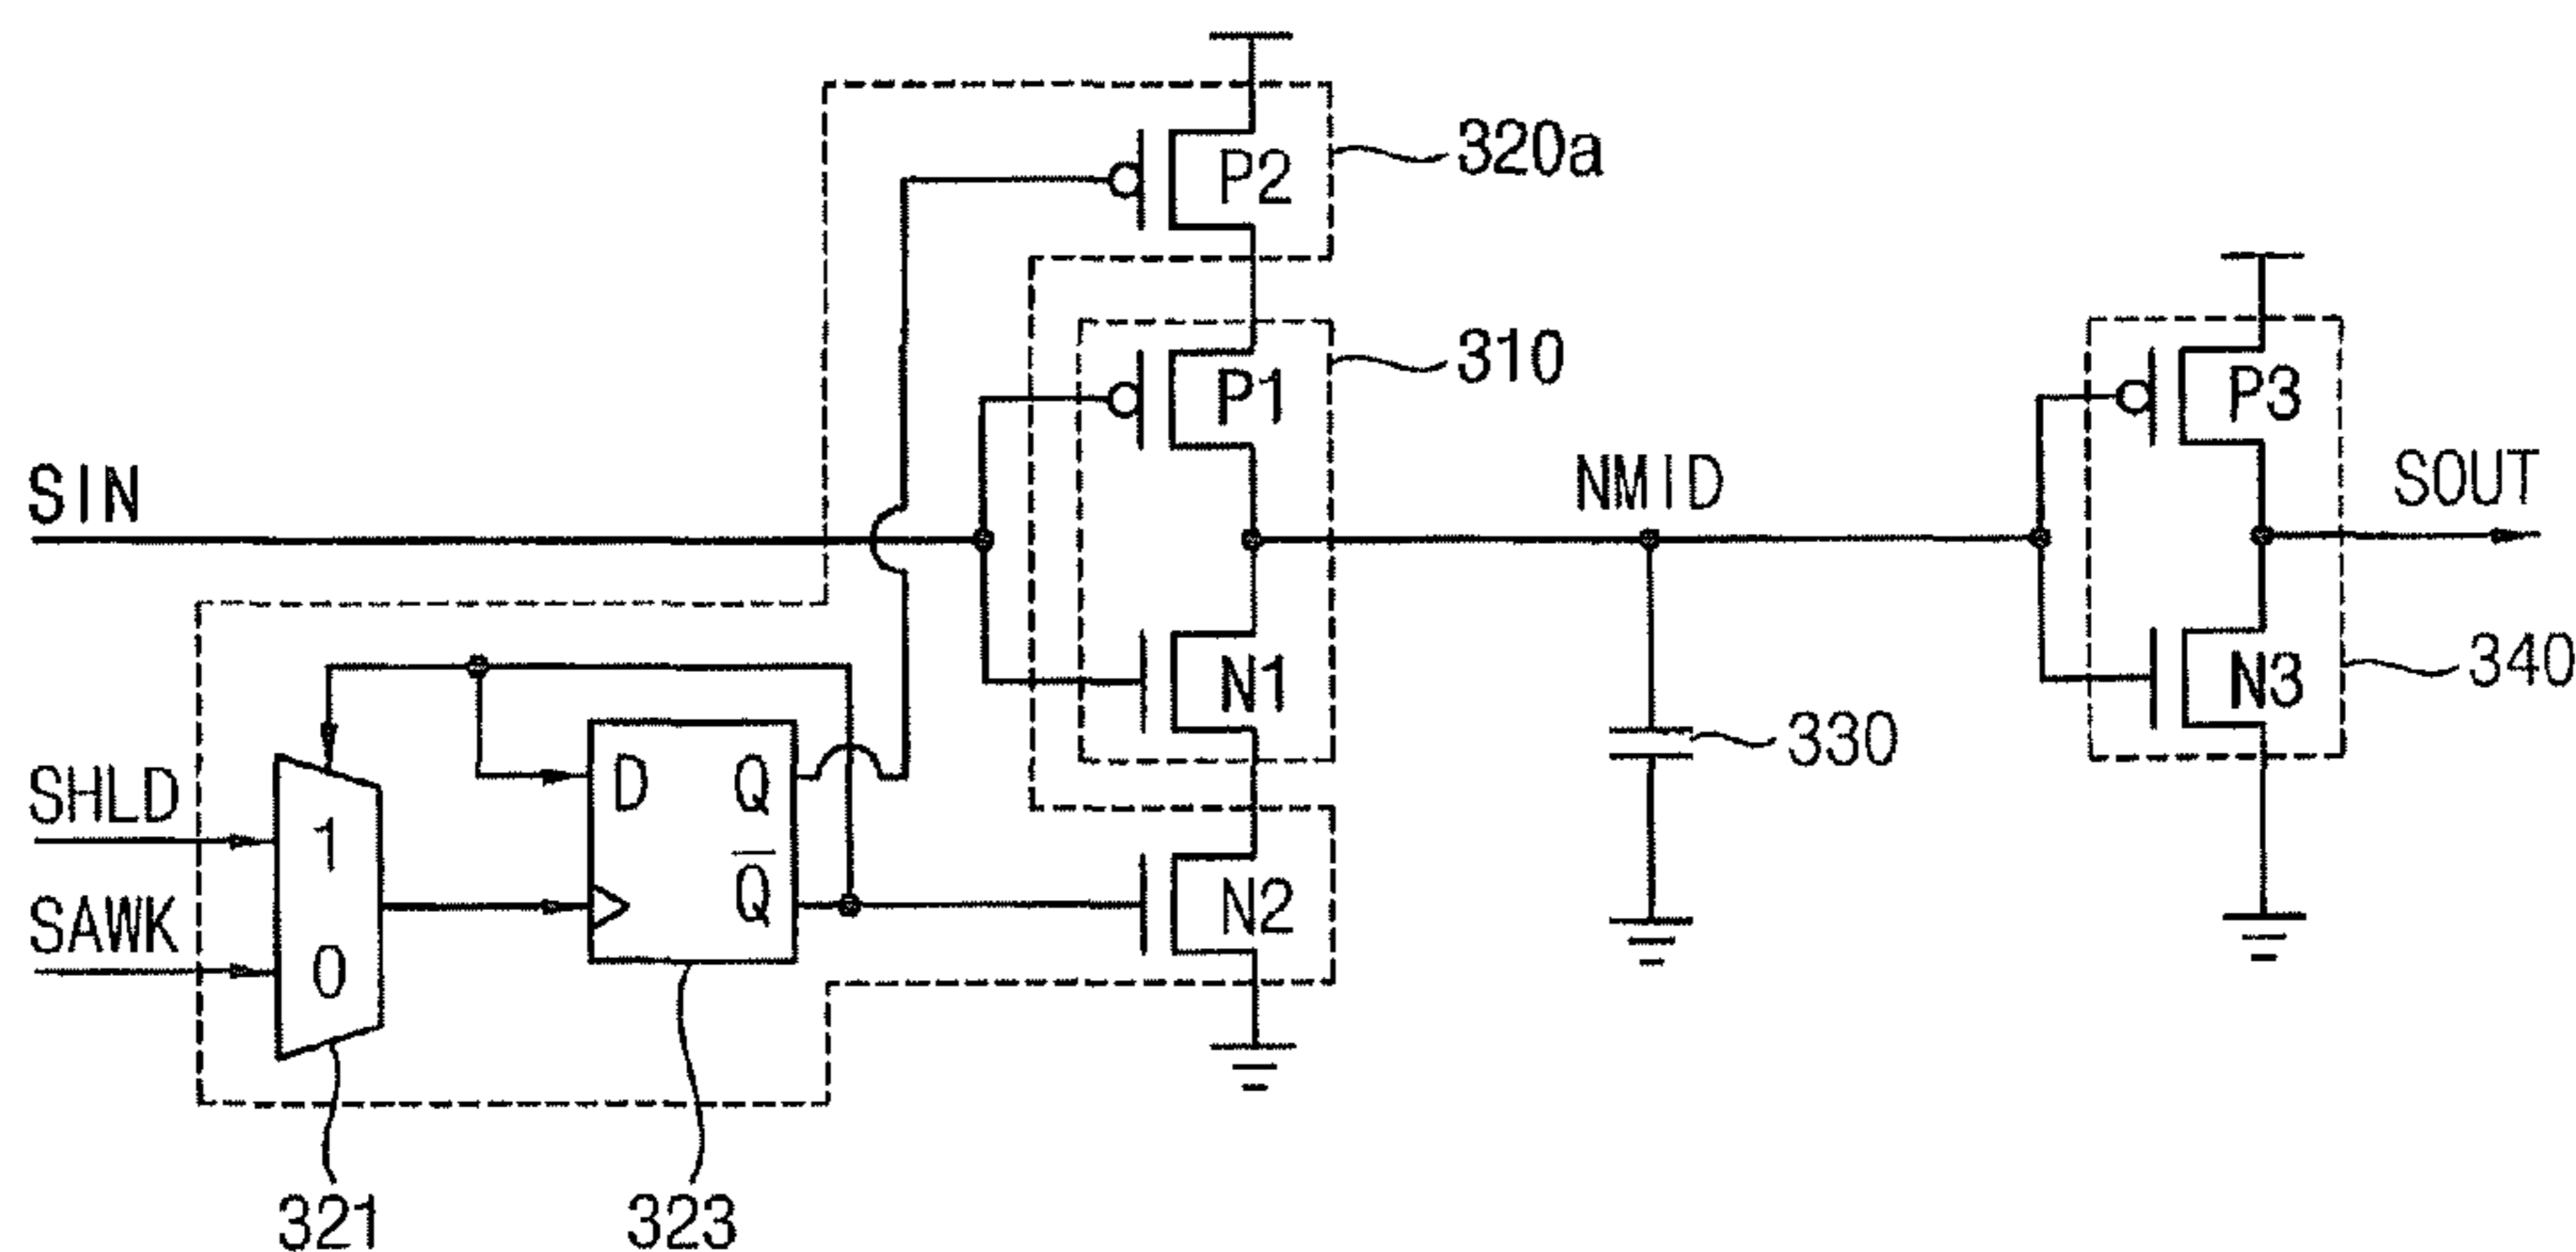 P2
320a
P1
310
SIN
NMID
P3
SOUT
N1
N3
340
330
D
Q
SHLD
1
Q̅
N2
SAWK
0
321
323